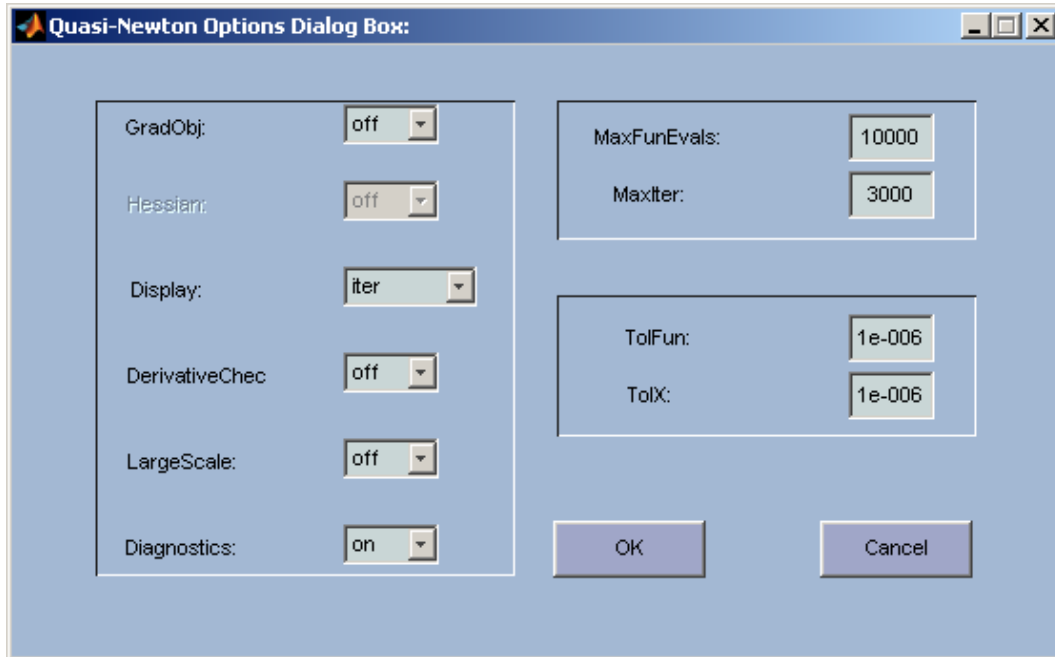 Quasi-Newton Options Dialog Box:
GradObj: off
Hessian: off
Display: iter
DerivativeChec off
LargeScale: off
Diagnostics: on
MaxFunEvals: 10000
MaxIter: 3000
TolFun: 1e-006
TolX: 1e-006
OK Cancel